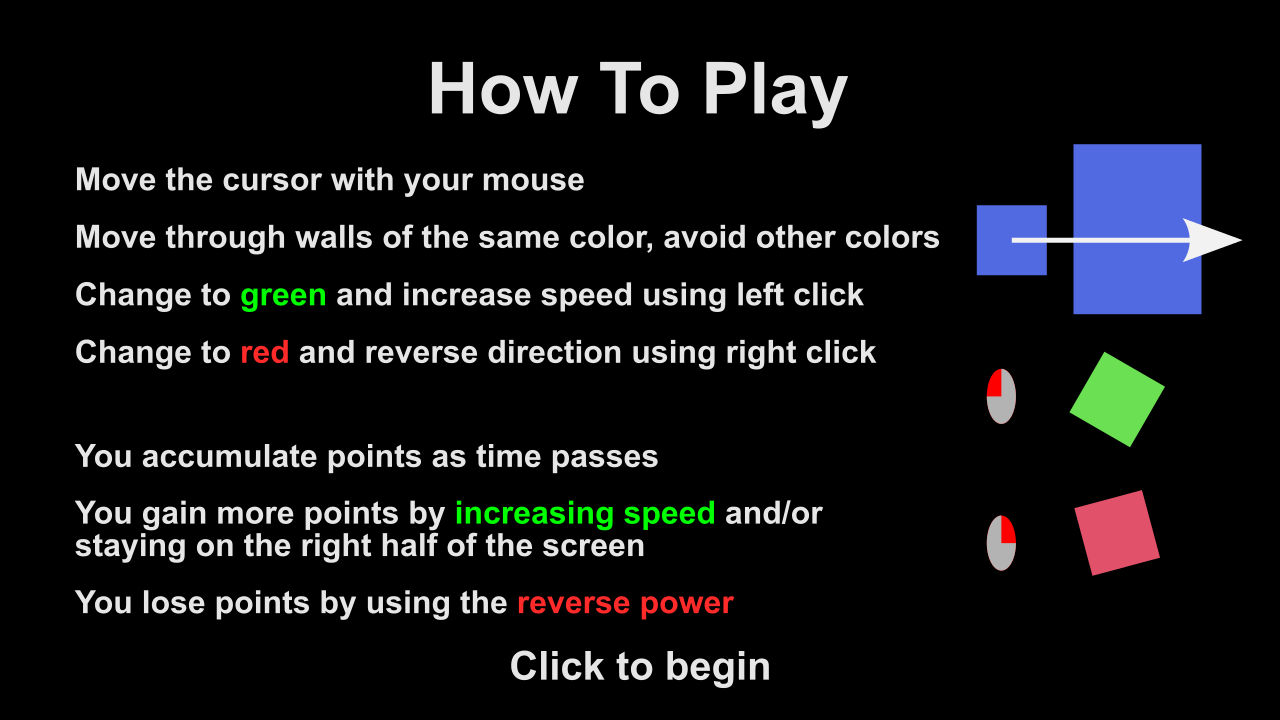 How To Play
Move the cursor with your mouse
Move through walls of the same color, avoid other colors
Change to green and increase speed using left click
Change to red and reverse direction using right click
You accumulate points as time passes
You gain more points by increasing speed and/or
staying on the right half of the screen
You lose points by using the reverse power
Click to begin